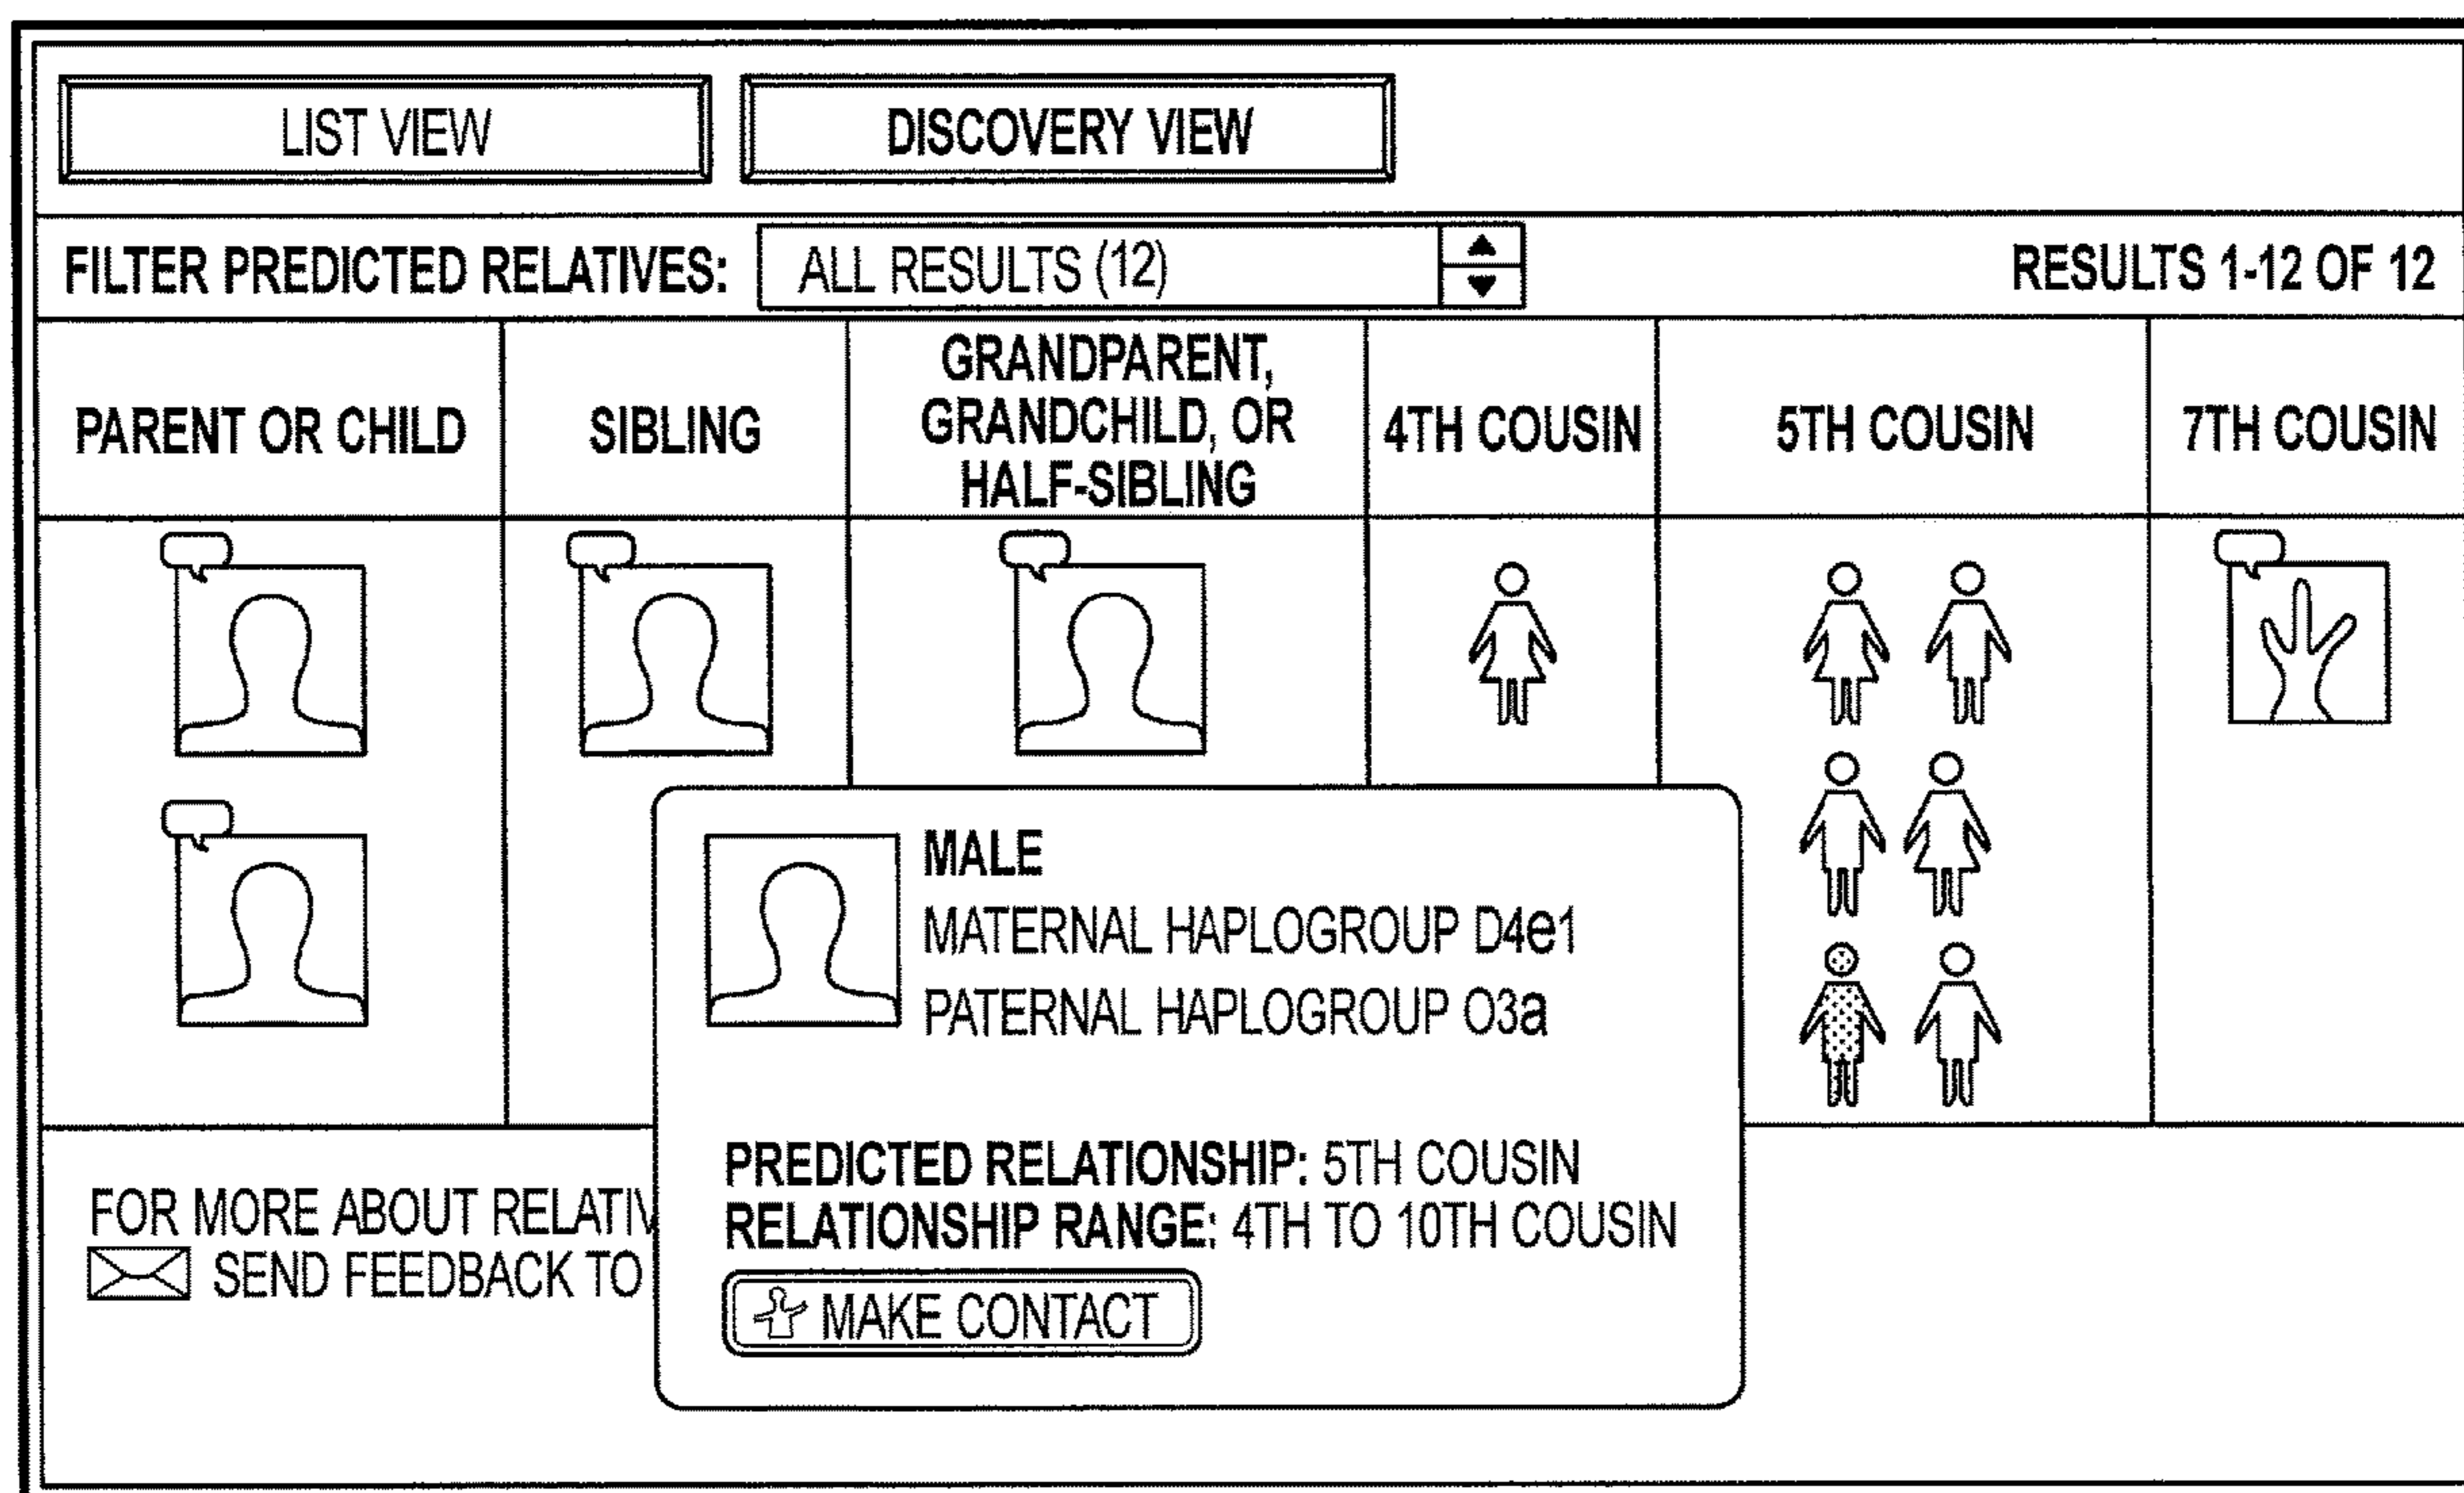 LIST VIEW
DISCOVERY VIEW
FILTER PREDICTED RELATIVES:
ALL RESULTS (12)
RESULTS 1-12 OF 12
PARENT OR CHILD
SIBLING
GRANDPARENT,
GRANDCHILD, OR
HALF-SIBLING
4TH COUSIN
5TH COUSIN
7TH COUSIN
MALE
MATERNAL HAPLOGROUP D4e1
PATERNAL HAPLOGROUP O3a
PREDICTED RELATIONSHIP: 5TH COUSIN
RELATIONSHIP RANGE: 4TH TO 10TH COUSIN
MAKE CONTACT
FOR MORE ABOUT RELATIV
SEND FEEDBACK TO